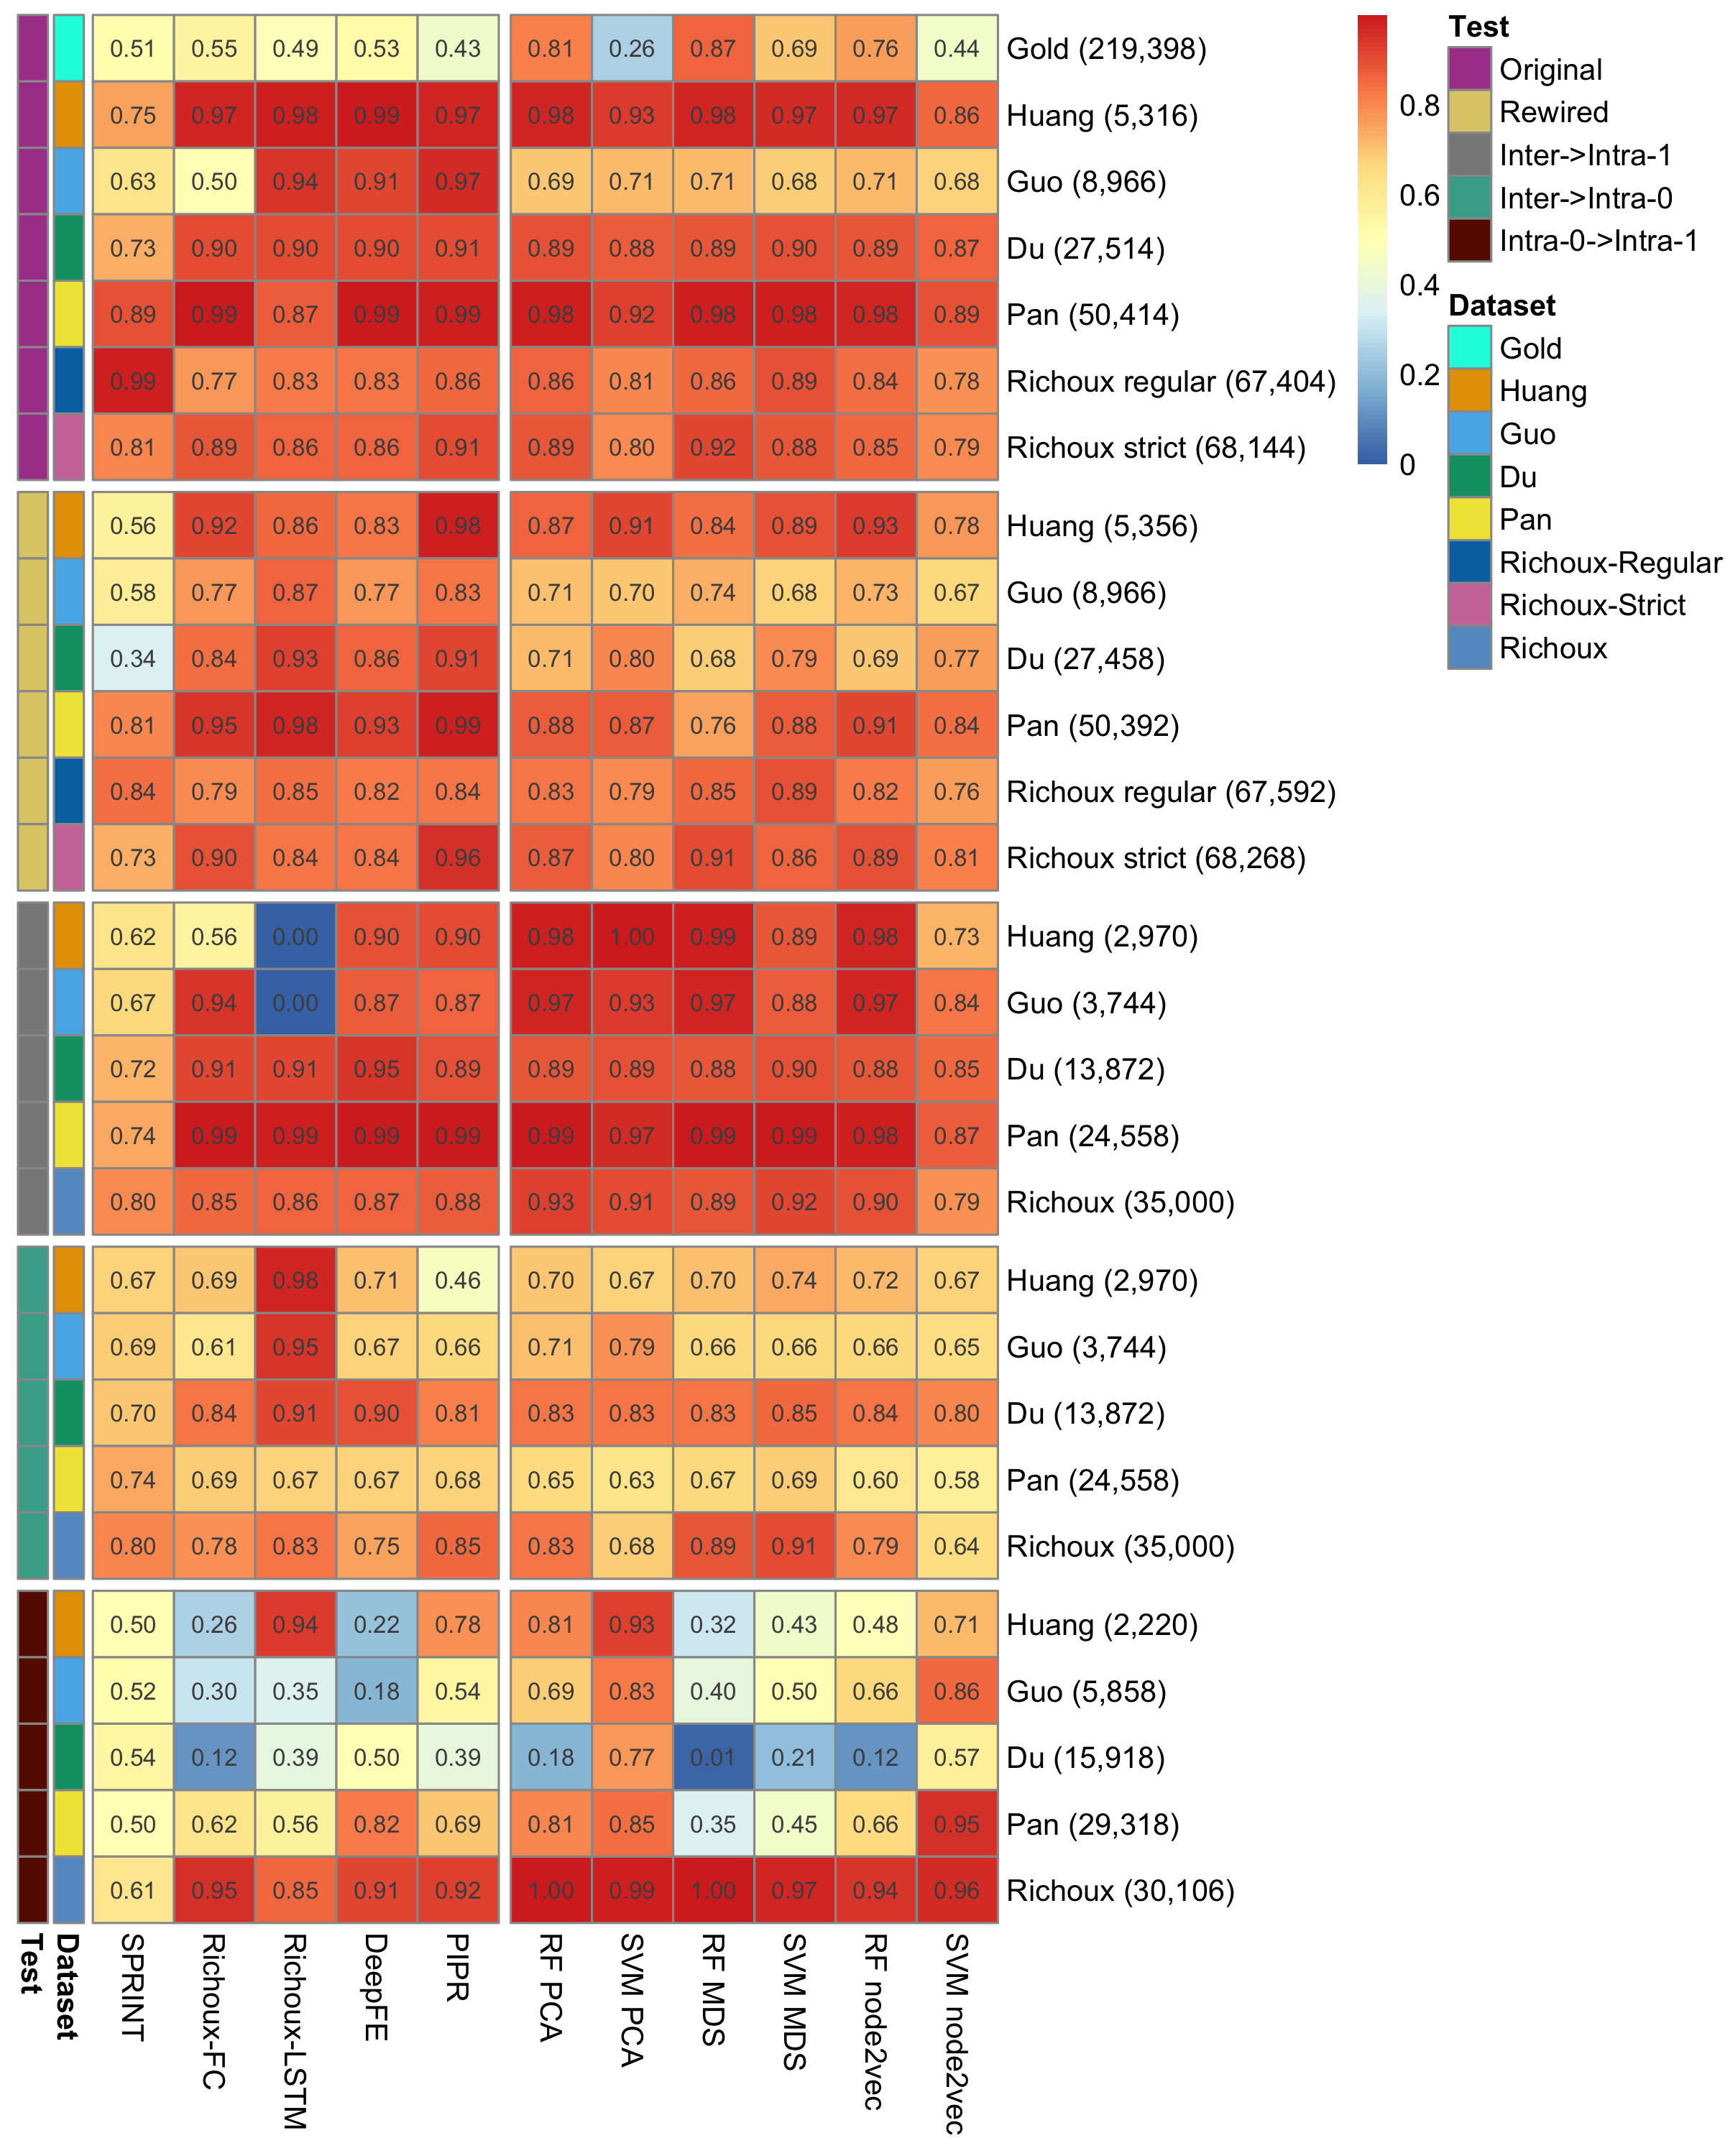 0.51 0.55 0.49 0.53 0.43 0.81 0.26 0.87 0.69 0.76 0.44 Gold (219,398)
0.75 0.97 0.98 0.99 0.97 0.98 0.93 0.98 0.97 0.97 0.86 Huang (5,316)
0.63 0.50 0.94 0.91 0.97 0.69 0.71 0.71 0.68 0.71 0.68 Guo (8,966)
0.73 0.90 0.90 0.90 0.91 0.89 0.88 0.89 0.90 0.89 0.87 Du (27,514)
0.89 0.99 0.87 0.99 0.99 0.98 0.92 0.98 0.98 0.98 0.89 Pan (50,414)
0.99 0.77 0.83 0.83 0.86 0.86 0.81 0.86 0.89 0.84 0.78 Richoux regular (67,404)
0.81 0.89 0.86 0.86 0.91 0.89 0.80 0.92 0.88 0.85 0.79 Richoux strict (68,144)
0.56 0.92 0.86 0.83 0.98 0.87 0.91 0.84 0.89 0.93 0.78 Huang (5,356)
0.58 0.77 0.87 0.77 0.83 0.71 0.70 0.74 0.68 0.73 0.67 Guo (8,966)
0.34 0.84 0.93 0.86 0.91 0.71 0.80 0.68 0.79 0.69 0.77 Du (27,458)
0.81 0.95 0.98 0.93 0.99 0.88 0.87 0.76 0.88 0.91 0.84 Pan (50,392)
0.84 0.79 0.85 0.82 0.84 0.83 0.79 0.85 0.89 0.82 0.76 Richoux regular (67,592)
0.73 0.90 0.84 0.84 0.96 0.87 0.80 0.91 0.86 0.89 0.81 Richoux strict (68,268)
0.62 0.56 0.00 0.90 0.90 0.98 1.00 0.99 0.89 0.98 0.73 Huang (2,970)
0.67 0.94 0.00 0.87 0.87 0.97 0.93 0.97 0.88 0.97 0.84 Guo (3,744)
0.72 0.91 0.91 0.95 0.89 0.89 0.89 0.88 0.90 0.88 0.85 Du (13,872)
0.74 0.99 0.99 0.99 0.99 0.99 0.97 0.99 0.99 0.98 0.87 Pan (24,558)
0.80 0.85 0.86 0.87 0.88 0.93 0.91 0.89 0.92 0.90 0.79 Richoux (35,000)
0.67 0.69 0.98 0.71 0.46 0.70 0.67 0.70 0.74 0.72 0.67 Huang (2,970)
0.69 0.61 0.95 0.67 0.66 0.71 0.79 0.66 0.66 0.66 0.65 Guo (3,744)
0.70 0.84 0.91 0.90 0.81 0.83 0.83 0.83 0.85 0.84 0.80 Du (13,872)
0.74 0.69 0.67 0.67 0.68 0.65 0.63 0.67 0.69 0.60 0.58 Pan (24,558)
0.80 0.78 0.83 0.75 0.85 0.83 0.68 0.89 0.91 0.79 0.64 Richoux (35,000)
0.50 0.26 0.94 0.22 0.78 0.81 0.93 0.32 0.43 0.48 0.71 Huang (2,220)
0.52 0.30 0.35 0.18 0.54 0.69 0.83 0.40 0.50 0.66 0.86 Guo (5,858)
0.54 0.12 0.39 0.50 0.39 0.18 0.77 0.01 0.21 0.12 0.57 Du (15,918)
0.50 0.62 0.56 0.82 0.69 0.81 0.85 0.35 0.45 0.66 0.95 Pan (29,318)
0.61 0.95 0.85 0.91 0.92 1.00 0.99 1.00 0.97 0.94 0.96 Richoux (30,106)
Test
Dataset
SPRINT
Richoux-FC
Richoux-LSTM
DeepFE
PIPR
RF PCA
SVM PCA
RF MDS
SVM MDS
RF node2vec
SVM node2vec
0.8
0.6
0.4
0.2
0
Test
Original
Rewired
Inter->Intra-1
Inter->Intra-0
Intra-0->Intra-1
Dataset
Gold
Huang
Guo
Du
Pan
Richoux-Regular
Richoux-Strict
Richoux